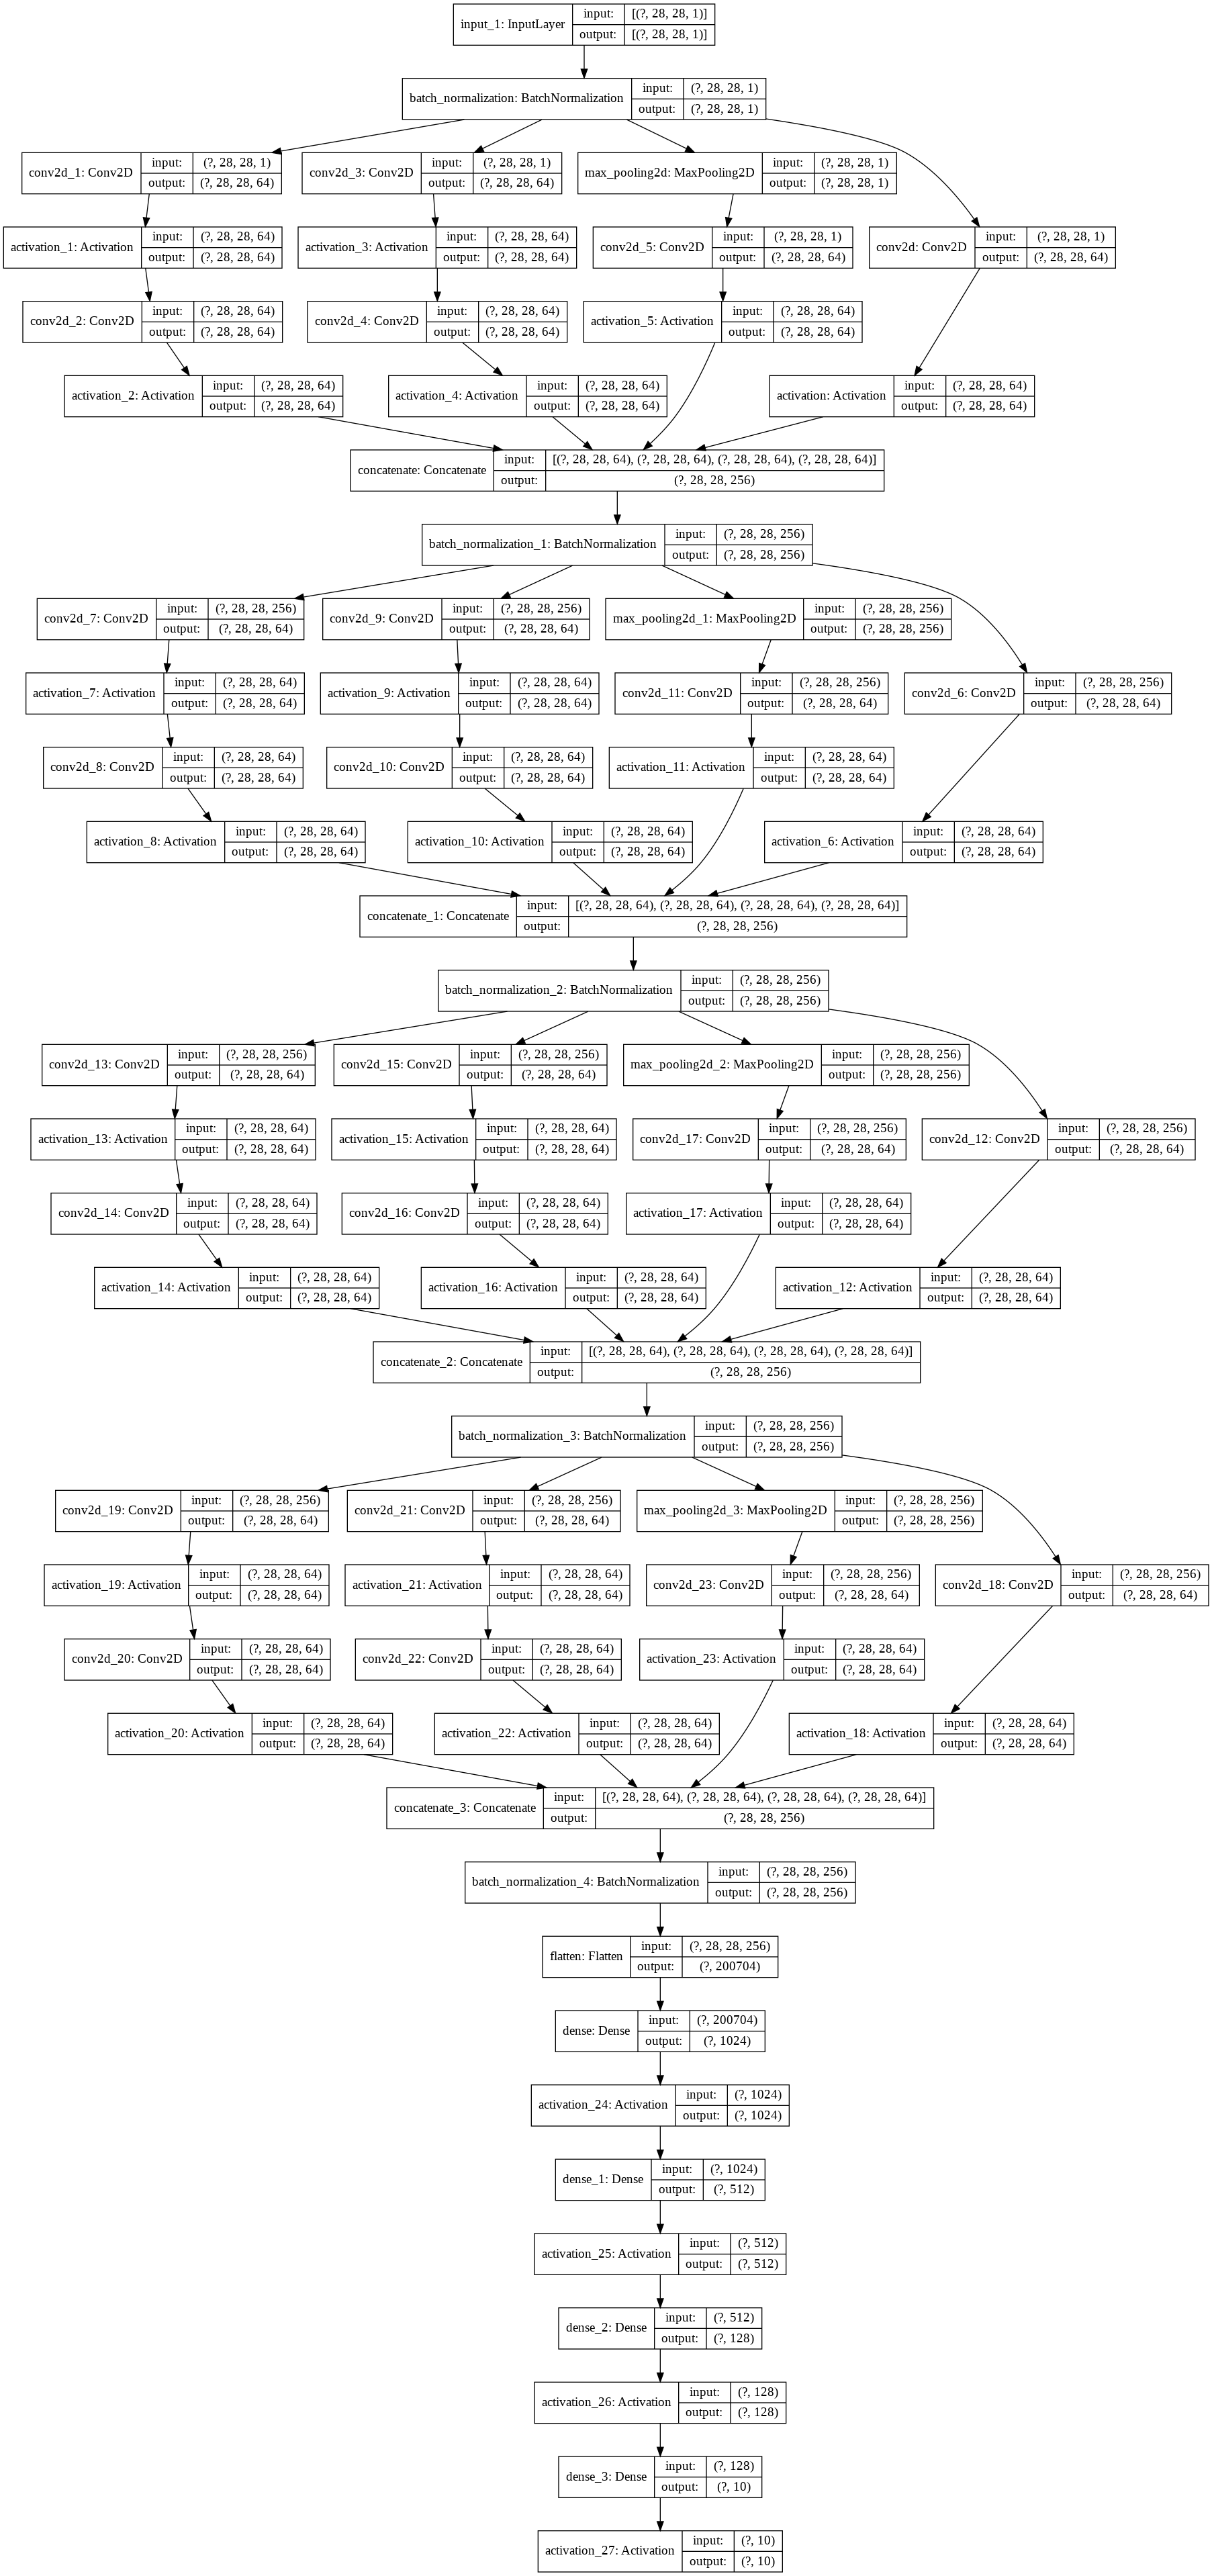 input_1: InputLayer input: [(?, 28, 28, 1)]
output: [(?, 28, 28, 1)]
batch_normalization: BatchNormalization input: (?, 28, 28, 1)
output: (?, 28, 28, 1)
conv2d_1: Conv2D input: (?, 28, 28, 1)
output: (?, 28, 28, 64)
conv2d_3: Conv2D input: (?, 28, 28, 1)
output: (?, 28, 28, 64)
max_pooling2d: MaxPooling2D input: (?, 28, 28, 1)
output: (?, 28, 28, 1)
activation_1: Activation input: (?, 28, 28, 64)
output: (?, 28, 28, 64)
activation_3: Activation input: (?, 28, 28, 64)
output: (?, 28, 28, 64)
conv2d_5: Conv2D input: (?, 28, 28, 1)
output: (?, 28, 28, 64)
conv2d: Conv2D input: (?, 28, 28, 1)
output: (?, 28, 28, 64)
conv2d_2: Conv2D input: (?, 28, 28, 64)
output: (?, 28, 28, 64)
conv2d_4: Conv2D input: (?, 28, 28, 64)
output: (?, 28, 28, 64)
activation_5: Activation input: (?, 28, 28, 64)
output: (?, 28, 28, 64)
activation_2: Activation input: (?, 28, 28, 64)
output: (?, 28, 28, 64)
activation_4: Activation input: (?, 28, 28, 64)
output: (?, 28, 28, 64)
activation: Activation input: (?, 28, 28, 64)
output: (?, 28, 28, 64)
concatenate: Concatenate input: [(?, 28, 28, 64), (?, 28, 28, 64), (?, 28, 28, 64), (?, 28, 28, 64)]
output: (?, 28, 28, 256)
batch_normalization_1: BatchNormalization input: (?, 28, 28, 256)
output: (?, 28, 28, 256)
conv2d_7: Conv2D input: (?, 28, 28, 256)
output: (?, 28, 28, 64)
conv2d_9: Conv2D input: (?, 28, 28, 256)
output: (?, 28, 28, 64)
max_pooling2d_1: MaxPooling2D input: (?, 28, 28, 256)
output: (?, 28, 28, 256)
activation_7: Activation input: (?, 28, 28, 64)
output: (?, 28, 28, 64)
activation_9: Activation input: (?, 28, 28, 64)
output: (?, 28, 28, 64)
conv2d_11: Conv2D input: (?, 28, 28, 256)
output: (?, 28, 28, 64)
conv2d_6: Conv2D input: (?, 28, 28, 256)
output: (?, 28, 28, 64)
conv2d_8: Conv2D input: (?, 28, 28, 64)
output: (?, 28, 28, 64)
conv2d_10: Conv2D input: (?, 28, 28, 64)
output: (?, 28, 28, 64)
activation_11: Activation input: (?, 28, 28, 64)
output: (?, 28, 28, 64)
activation_8: Activation input: (?, 28, 28, 64)
output: (?, 28, 28, 64)
activation_10: Activation input: (?, 28, 28, 64)
output: (?, 28, 28, 64)
activation_6: Activation input: (?, 28, 28, 64)
output: (?, 28, 28, 64)
concatenate_1: Concatenate input: [(?, 28, 28, 64), (?, 28, 28, 64), (?, 28, 28, 64), (?, 28, 28, 64)]
output: (?, 28, 28, 256)
batch_normalization_2: BatchNormalization input: (?, 28, 28, 256)
output: (?, 28, 28, 256)
conv2d_13: Conv2D input: (?, 28, 28, 256)
output: (?, 28, 28, 64)
conv2d_15: Conv2D input: (?, 28, 28, 256)
output: (?, 28, 28, 64)
max_pooling2d_2: MaxPooling2D input: (?, 28, 28, 256)
output: (?, 28, 28, 256)
activation_13: Activation input: (?, 28, 28, 64)
output: (?, 28, 28, 64)
activation_15: Activation input: (?, 28, 28, 64)
output: (?, 28, 28, 64)
conv2d_17: Conv2D input: (?, 28, 28, 256)
output: (?, 28, 28, 64)
conv2d_12: Conv2D input: (?, 28, 28, 256)
output: (?, 28, 28, 64)
conv2d_14: Conv2D input: (?, 28, 28, 64)
output: (?, 28, 28, 64)
conv2d_16: Conv2D input: (?, 28, 28, 64)
output: (?, 28, 28, 64)
activation_17: Activation input: (?, 28, 28, 64)
output: (?, 28, 28, 64)
activation_14: Activation input: (?, 28, 28, 64)
output: (?, 28, 28, 64)
activation_16: Activation input: (?, 28, 28, 64)
output: (?, 28, 28, 64)
activation_12: Activation input: (?, 28, 28, 64)
output: (?, 28, 28, 64)
concatenate_2: Concatenate input: [(?, 28, 28, 64), (?, 28, 28, 64), (?, 28, 28, 64), (?, 28, 28, 64)]
output: (?, 28, 28, 256)
batch_normalization_3: BatchNormalization input: (?, 28, 28, 256)
output: (?, 28, 28, 256)
conv2d_19: Conv2D input: (?, 28, 28, 256)
output: (?, 28, 28, 64)
conv2d_21: Conv2D input: (?, 28, 28, 256)
output: (?, 28, 28, 64)
max_pooling2d_3: MaxPooling2D input: (?, 28, 28, 256)
output: (?, 28, 28, 256)
activation_19: Activation input: (?, 28, 28, 64)
output: (?, 28, 28, 64)
activation_21: Activation input: (?, 28, 28, 64)
output: (?, 28, 28, 64)
conv2d_23: Conv2D input: (?, 28, 28, 256)
output: (?, 28, 28, 64)
conv2d_18: Conv2D input: (?, 28, 28, 256)
output: (?, 28, 28, 64)
conv2d_20: Conv2D input: (?, 28, 28, 64)
output: (?, 28, 28, 64)
conv2d_22: Conv2D input: (?, 28, 28, 64)
output: (?, 28, 28, 64)
activation_23: Activation input: (?, 28, 28, 64)
output: (?, 28, 28, 64)
activation_20: Activation input: (?, 28, 28, 64)
output: (?, 28, 28, 64)
activation_22: Activation input: (?, 28, 28, 64)
output: (?, 28, 28, 64)
activation_18: Activation input: (?, 28, 28, 64)
output: (?, 28, 28, 64)
concatenate_3: Concatenate input: [(?, 28, 28, 64), (?, 28, 28, 64), (?, 28, 28, 64), (?, 28, 28, 64)]
output: (?, 28, 28, 256)
batch_normalization_4: BatchNormalization input: (?, 28, 28, 256)
output: (?, 28, 28, 256)
flatten: Flatten input: (?, 28, 28, 256)
output: (?, 200704)
dense: Dense input: (?, 200704)
output: (?, 1024)
activation_24: Activation input: (?, 1024)
output: (?, 1024)
dense_1: Dense input: (?, 1024)
output: (?, 512)
activation_25: Activation input: (?, 512)
output: (?, 512)
dense_2: Dense input: (?, 512)
output: (?, 128)
activation_26: Activation input: (?, 128)
output: (?, 128)
dense_3: Dense input: (?, 128)
output: (?, 10)
activation_27: Activation input: (?, 10)
output: (?, 10)